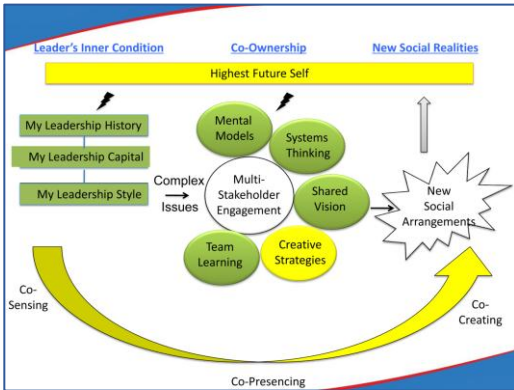 Leader's Inner Condition
Co-Ownership
New Social Realities
Highest Future Self
My Leadership History
My Leadership Capital
My Leadership Style
Complex
Issues
Mental
Models
Systems
Thinking
Multi-
Stakeholder
Engagement
Shared
Vision
Team
Learning
Creative
Strategies
New
Social
Arrangements
Co-
Sensing
Co-Presencing
Co-
Creating